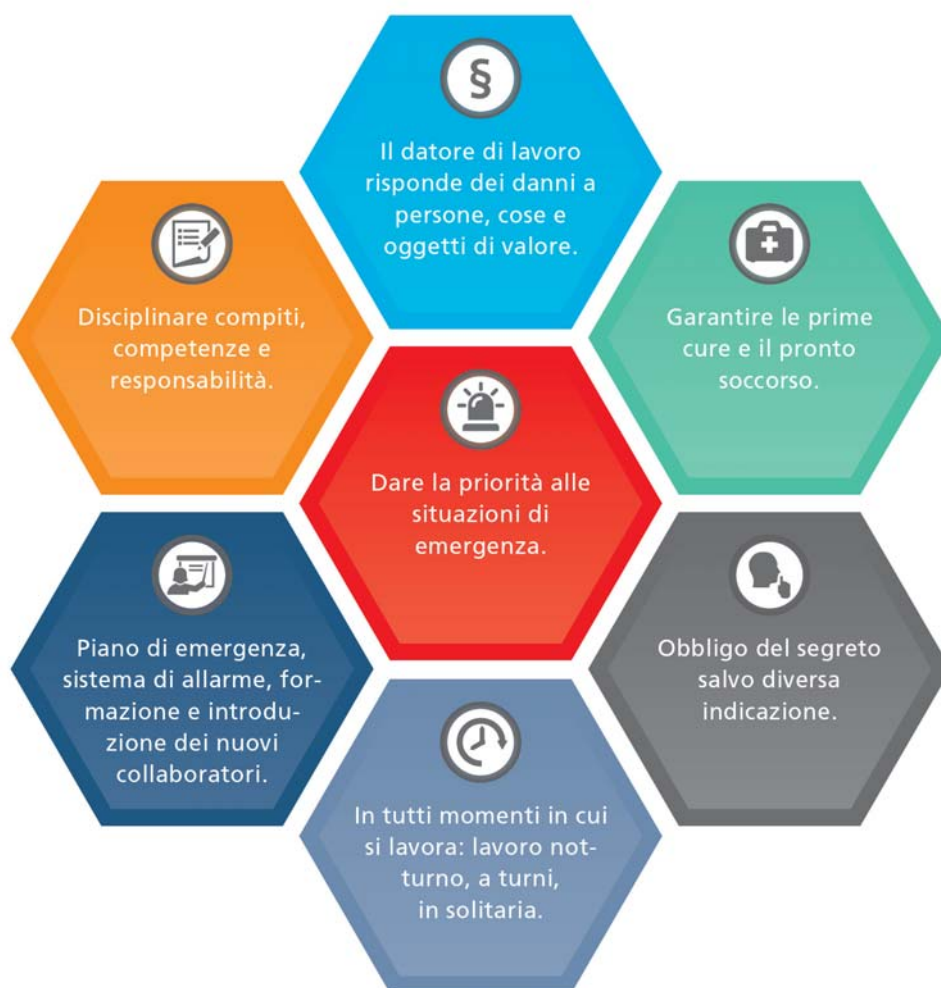 §
Il datore di lavoro
risponde dei danni a
persone, cose e
oggetti di valore.
Disciplinare compiti,
competenze e
responsabilità.
Garantire le prime
cure e il pronto
soccorso.
Dare la priorità alle
situazioni di
emergenza.
Piano di emergenza,
sistema di allarme, for-
mazione e introdu-
zione dei nuovi
collaboratori.
Obbligo del segreto
salvo diversa
indicazione.
In tutti momenti in cui
si lavora: lavoro not-
turno, a turni,
in solitaria.